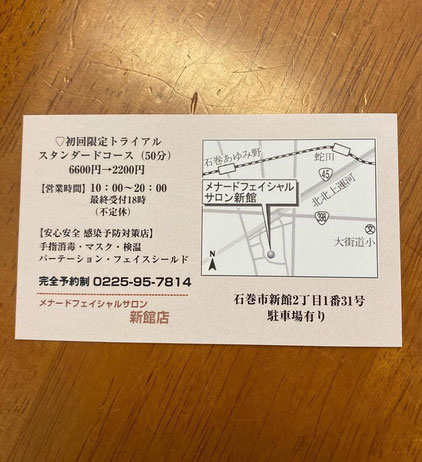 ♡初回限定トライアル
スタンダードコース（50分）
6600円→2200円
【営業時間】10：00〜20：00
最終受付18時
（不定休）
【安心安全 感染予防対策店】
手指消毒・マスク・検温
パーテーション・フェイスシールド
完全予約制 0225-95-7814
メナードフェイシャルサロン
新館店
石巻あゆみ野
蛇田
45
北北上運河
メナードフェイシャル
サロン新館
398
文
大街道小
N
石巻市新館2丁目1番31号
駐車場有り